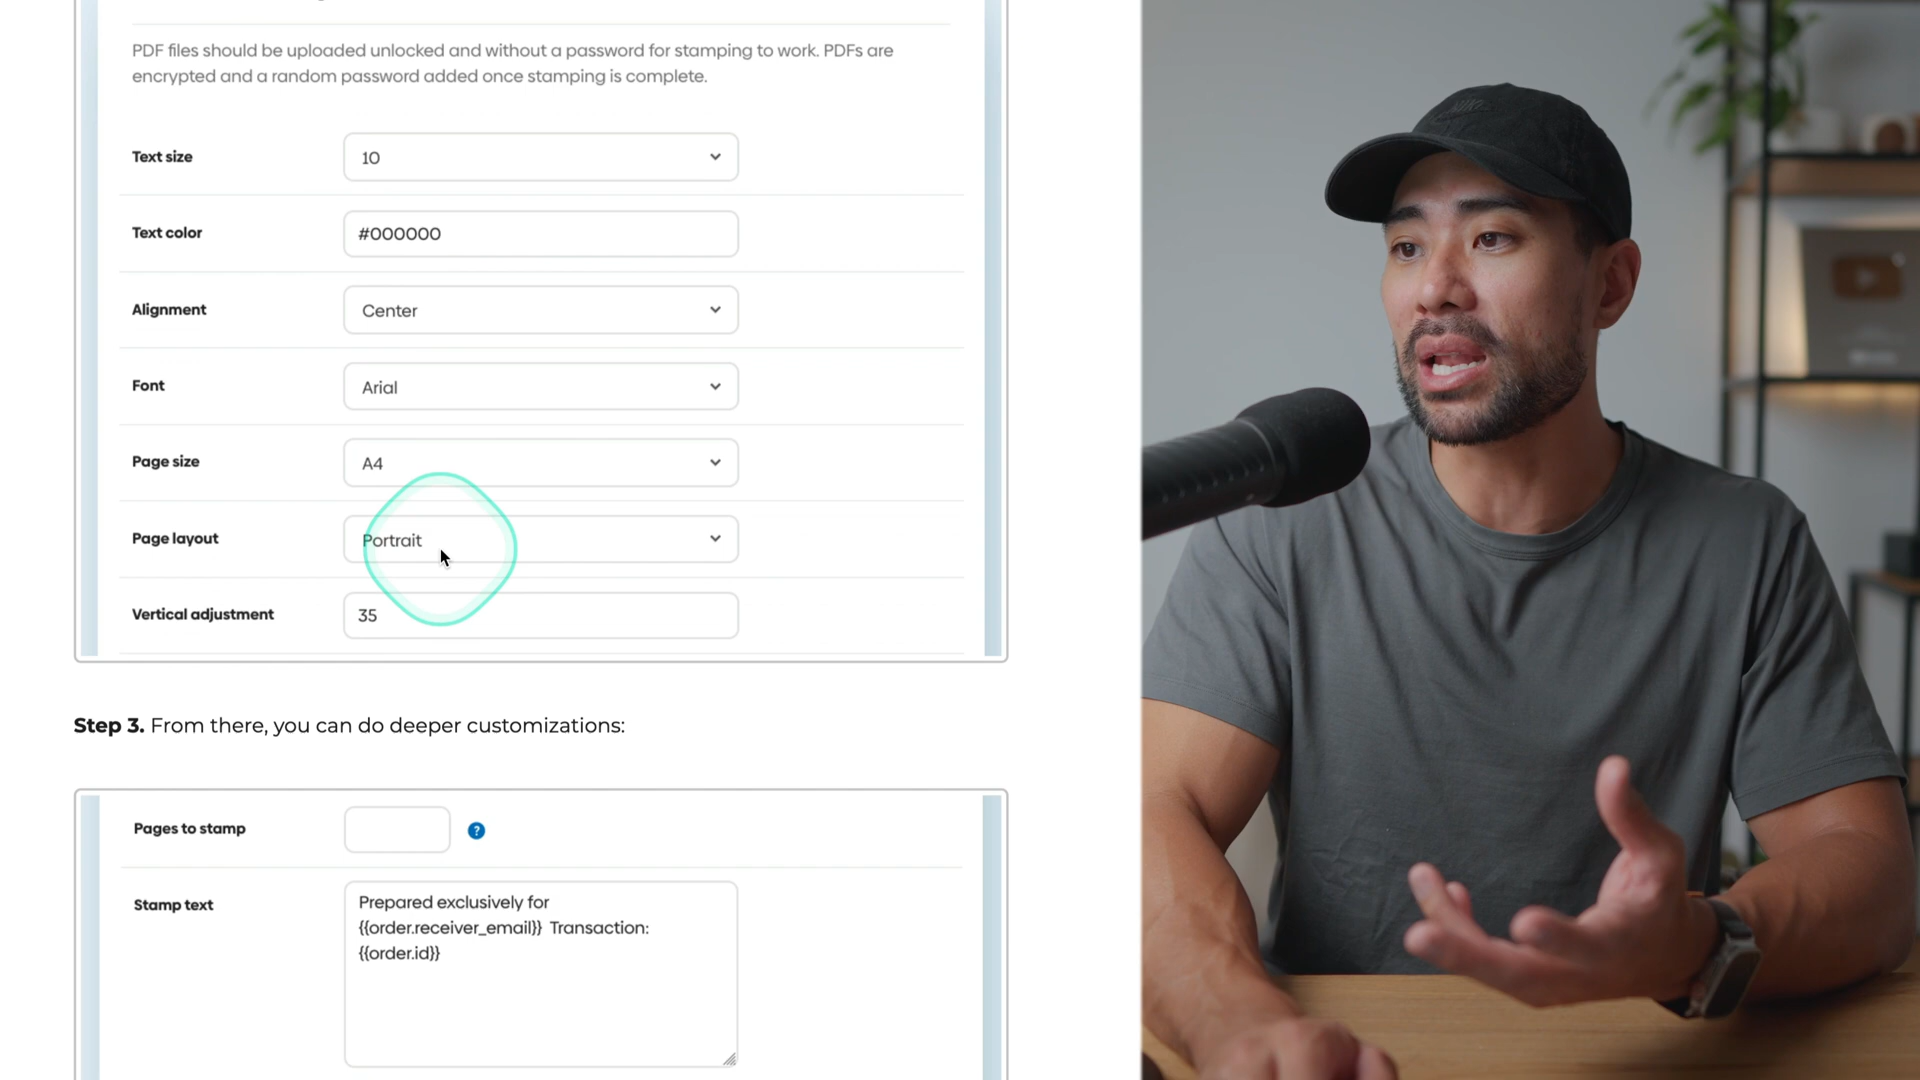 PDF files should be uploaded unlocked and without a password for stamping to work. PDFs are
encrypted and a random password added once stamping is complete.
Text size
10
Text color
#000000
Alignment
Center
Font
Arial
Page size
A4
Page layout
Portrait
Vertical adjustment
35
Step 3. From there, you can do deeper customizations:
Pages to stamp
?
Stamp text
Prepared exclusively for
{{order.receiver_email}} Transaction:
{{order.id}}